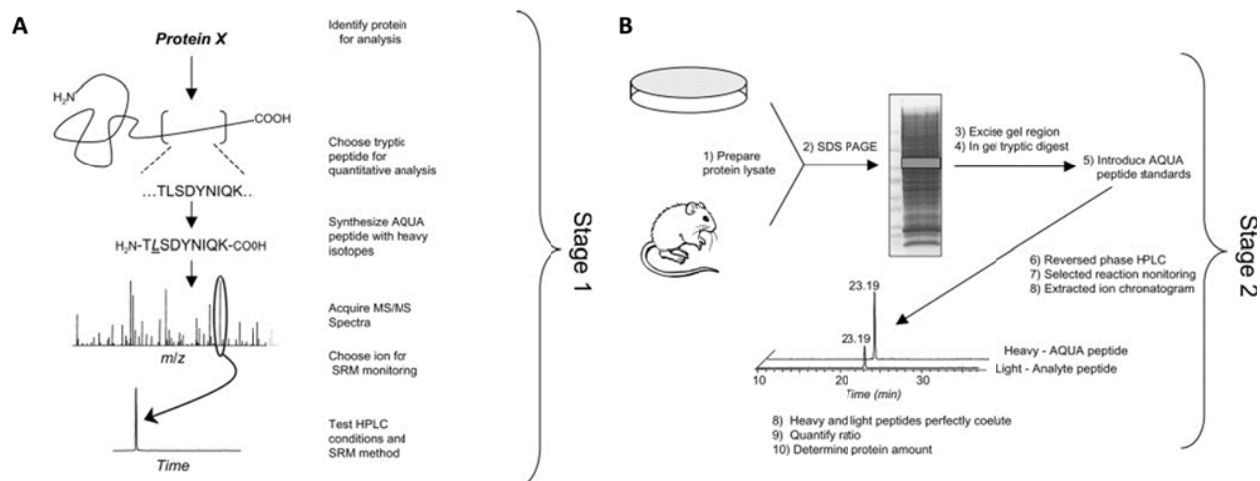 A
Protein X
H₂N
COOH
...TLSDYNIQK..
H₂N-TLSDYNIQK-COOH
m/z
Time
Identify protein
for analysis
Choose tryptic
peptide for
quantitative analysis
Synthesize AQUA
peptide with heavy
isotopes
Acquire MS/MS
Spectra
Choose ion for
SRM monitoring
Test HPLC
conditions and
SRM method
Stage 1
B
1) Prepare
protein lysate
2) SDS PAGE
3) Excise gel region
4) In gel tryptic digest
5) Introduce AQUA
peptide standards
6) Reversed phase HPLC
7) Selected reaction nonitoring
8) Extracted ion chromatogram
23.19
23.19
Heavy - AQUA peptide
Light - Analyte peptide
10 20 30
Time (min)
8) Heavy and light peptides perfectly coelute
9) Quantify ratio
10) Determine protein amount
Stage 2